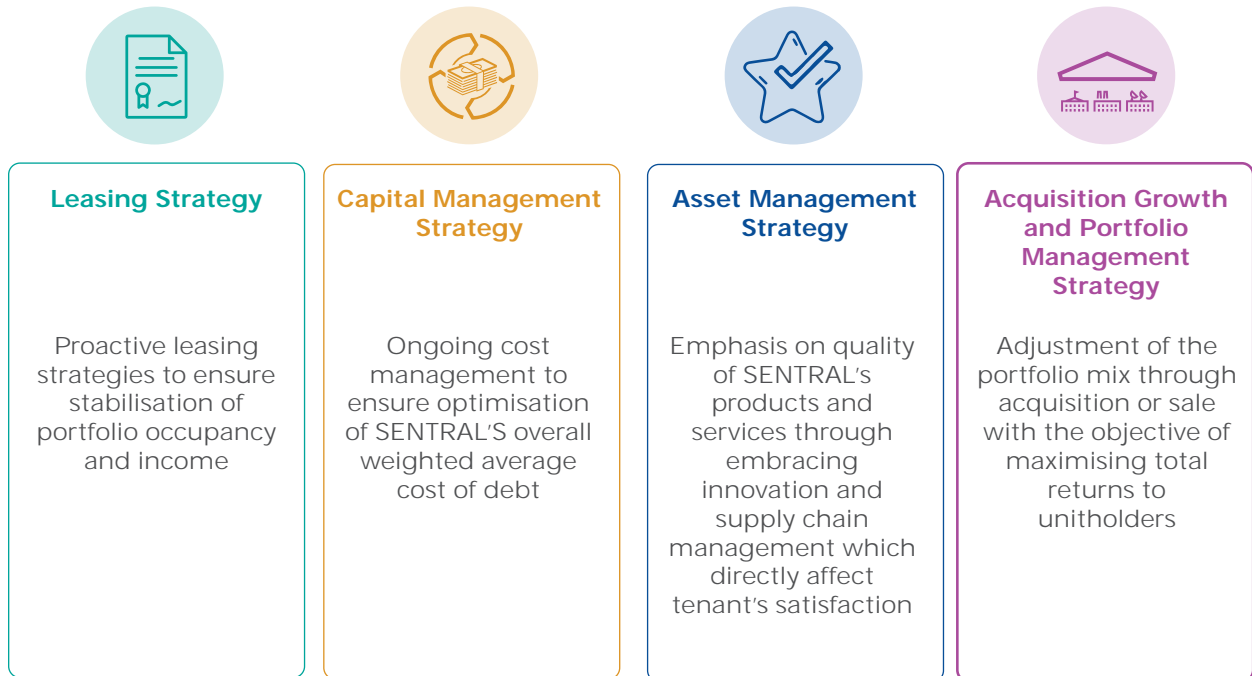 Leasing Strategy
Proactive leasing
strategies to ensure
stabilisation of
portfolio occupancy
and income
Capital Management
Strategy
Ongoing cost
management to
ensure optimisation
of SENTRAL'S overall
weighted average
cost of debt
Asset Management
Strategy
Emphasis on quality
of SENTRAL's
products and
services through
embracing
innovation and
supply chain
management which
directly affect
tenant's satisfaction
Acquisition Growth
and Portfolio
Management
Strategy
Adjustment of the
portfolio mix through
acquisition or sale
with the objective of
maximising total
returns to
unitholders